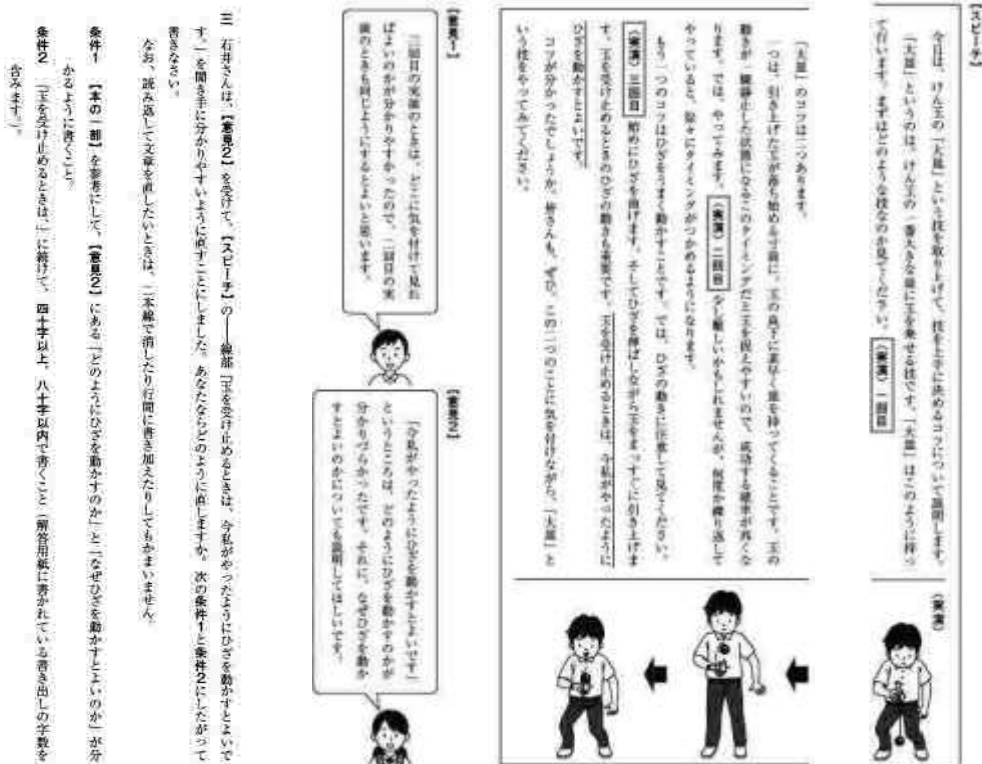 【スピーチ】
今日は、けん玉の「大皿」という技を取り上げて、技を上手に決めるコツについて説明します。
「大皿」というのは、けん玉の一番大きな皿に玉を乗せる技です。「大皿」はこのように持っ
て行います。まずはどのような技なのか見てください。〈実演〉一回目
〈実演〉
「大皿」のコツは二つあります。
一つは、引き上げた玉が落ち始める寸前に、玉の真下に素早く皿を持ってくることです。玉の
動きが一瞬静止した状態になるこのタイミングだと玉を捉えやすいので、成功する確率が高くな
ります。では、やってみます。〈実演〉二回目 少し難しいかもしれませんが、何度か繰り返して
やっていると、徐々にタイミングがつかめるようになります。
もう一つのコツはひざをうまく動かすことです。では、ひざの動きに注意して見てください。
〈実演〉三回目 始めにひざを曲げます。そしてひざを伸ばしながら玉をまっすぐに引き上げま
す。玉を受け止めるときのひざの動きも重要です。玉を受け止めるときは、今私がやったように
ひざを動かすとよいです。
コツが分かったでしょうか。皆さんも、ぜひ、この二つのことに気を付けながら、「大皿」と
いう技をやってみてください。
【意見1】
三回目の実演のときは、どこに気を付けて見れ
ばよいのかが分かりやすかったので、二回目の実
演のときも同じようにするとよいと思います。
【意見2】
「今私がやったようにひざを動かすとよいです」
というところは、どのようにひざを動かすのかが
分かりづらかったです。それに、なぜひざを動か
すとよいのかについても説明してほしいです。
三 石井さんは、【意見2】を受けて、【スピーチ】の――線部「玉を受け止めるときは、今私がやったようにひざを動かすとよいで
す。」を聞き手に分かりやすいように直すことにしました。あなたならどのように直しますか。次の条件1と条件2にしたがって
書きなさい。
なお、読み返して文章を直したいときは、二本線で消したり行間に書き加えたりしてもかまいません。
条件1 【本の一部】を参考にして、【意見2】にある「どのようにひざを動かすのか」と「なぜひざを動かすとよいのか」が分
かるように書くこと。
条件2 「玉を受け止めるときは、」に続けて、四十字以上、八十字以内で書くこと（解答用紙に書かれている書き出しの字数を
含みます。）。